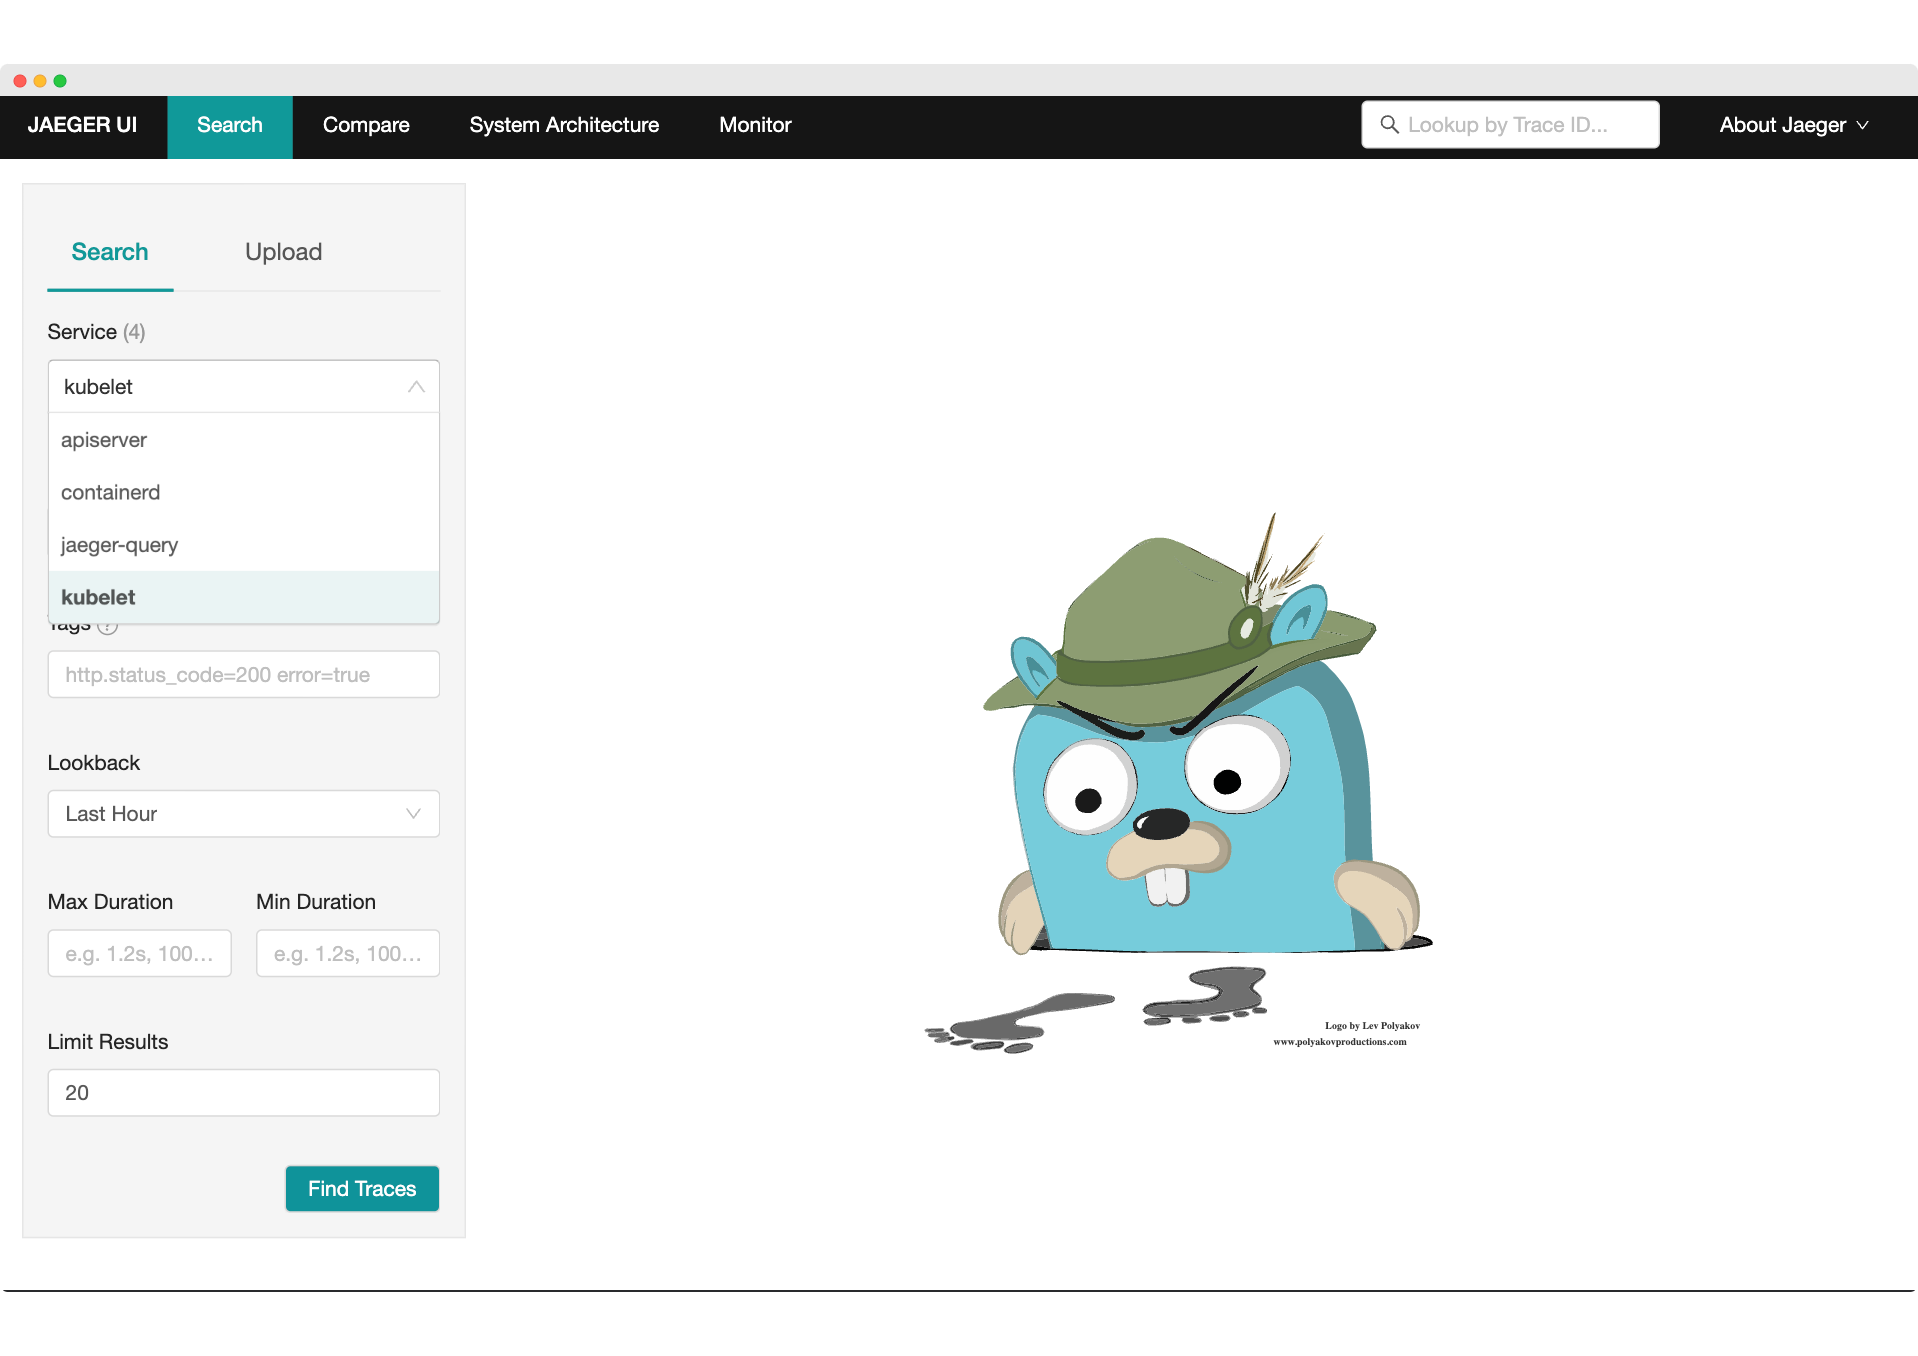 JAEGER UI Search Compare System Architecture Monitor Lookup by Trace ID... About Jaeger
Search Upload
Service (4)
kubelet
apiserver
containerd
jaeger-query
kubelet
Tags ?
http.status_code=200 error=true
Lookback
Last Hour
Max Duration Min Duration
e.g. 1.2s, 100... e.g. 1.2s, 100...
Limit Results
20
Find Traces
Logo by Lev Polyakov
www.polyakovproductions.com